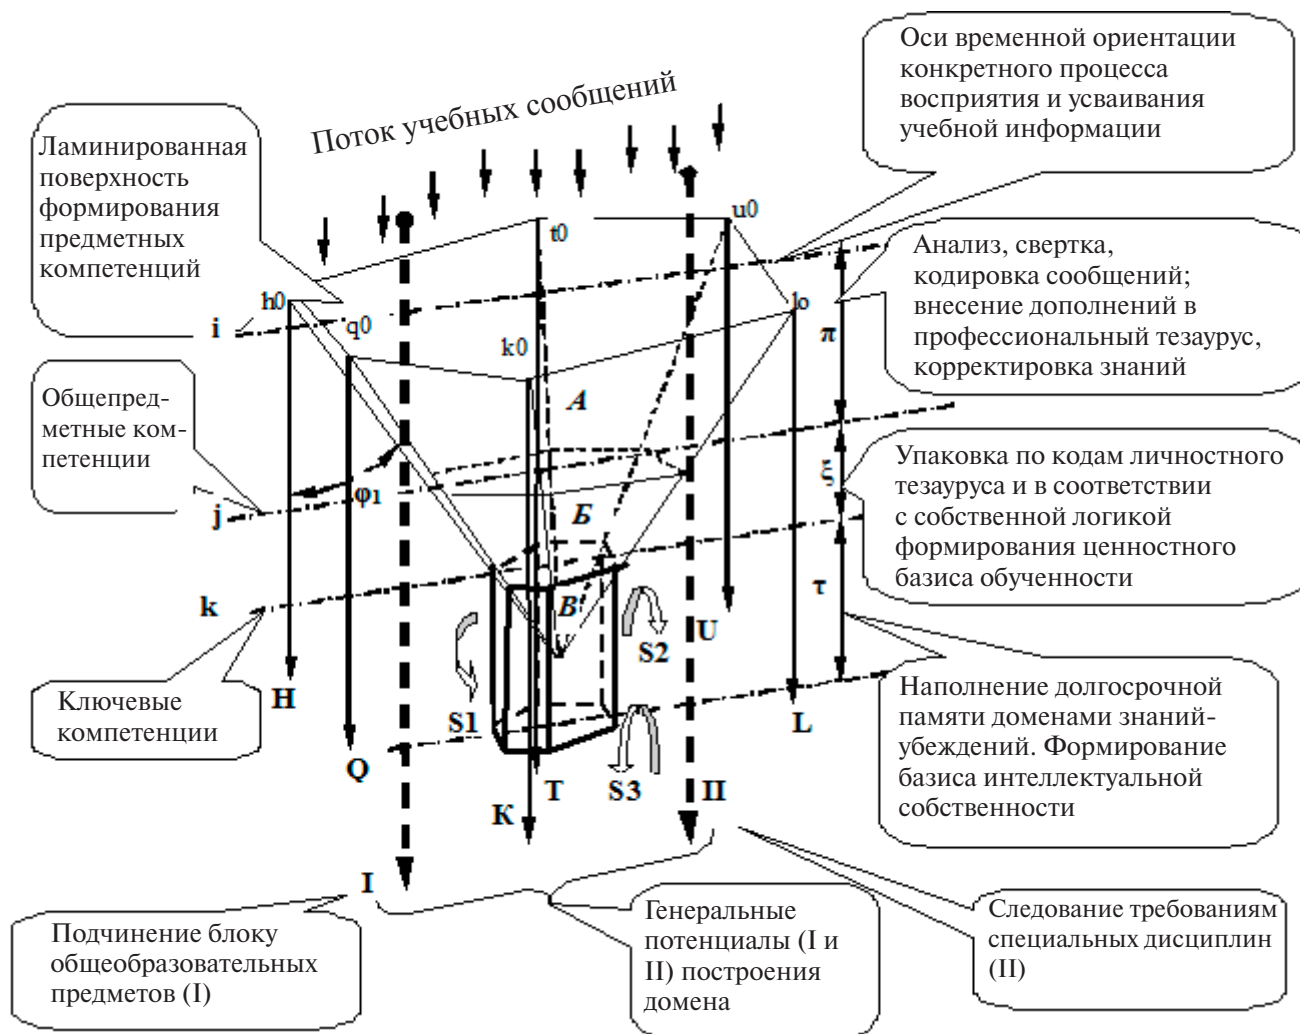 Оси временной ориентации
конкретного процесса
восприятия и усваивания
учебной информации
Поток учебных сообщений
Ламинированная
поверхность
формирования
предметных
компетенций
u0
t0
Анализ, свертка,
кодировка сообщений;
внесение дополнений в
профессиональный тезаурус,
корректировка знаний
h0
lo
i
q0
k0
π
А
Общепред-
метные ком-
петенции
Упаковка по кодам личностного
тезауруса и в соответствии
с собственной логикой
формирования ценностного
базиса обученности
ξ
φ1
j
Б
k
В
τ
U
S2
Ключевые
компетенции
H
S1
L
Наполнение долгосрочной
памяти доменами знаний-
убеждений. Формирование
базиса интеллектуальной
собственности
Q
T
S3
II
К
I
Подчинение блоку
общеобразовательных
предметов (I)
Генеральные
потенциалы (I и
II) построения
домена
Следование требованиям
специальных дисциплин
(II)